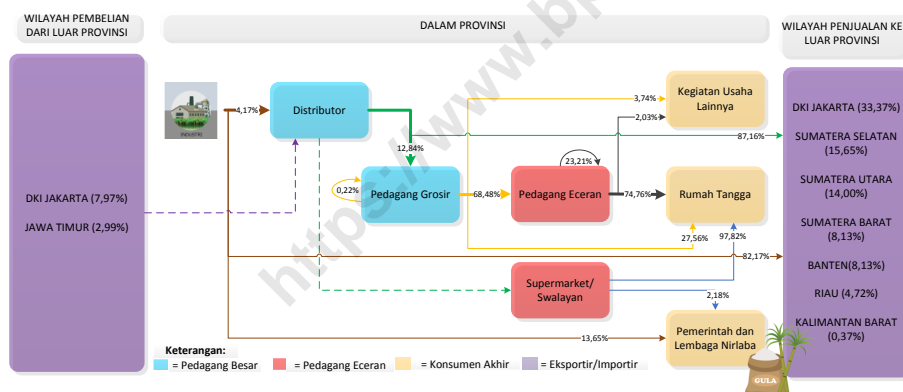 WILAYAH PEMBELIAN
DARI LUAR PROVINSI
DALAM PROVINSI
WILAYAH PENJUALAN KE
LUAR PROVINSI
DKI JAKARTA (7,97%)
JAWA TIMUR (2,99%)
INDUSTRI
4,17%
Distributor
12,84%
0,22%
Pedagang Grosir
68,48%
23,21%
Pedagang Eceran
74,76%
3,74%
2,03%
Kegiatan Usaha
Lainnya
87,16%
Rumah Tangga
27,56%
97,82%
82,17%
Supermarket/
Swalayan
2,18%
13,65%
Pemerintah dan
Lembaga Nirlaba
DKI JAKARTA (33,37%)
SUMATERA SELATAN
(15,65%)
SUMATERA UTARA
(14,00%)
SUMATERA BARAT
(8,13%)
BANTEN(8,13%)
RIAU (4,72%)
KALIMANTAN BARAT
(0,37%)
GULA
Keterangan:
= Pedagang Besar
= Pedagang Eceran
= Konsumen Akhir
= Eksportir/Importir
https://www.bp